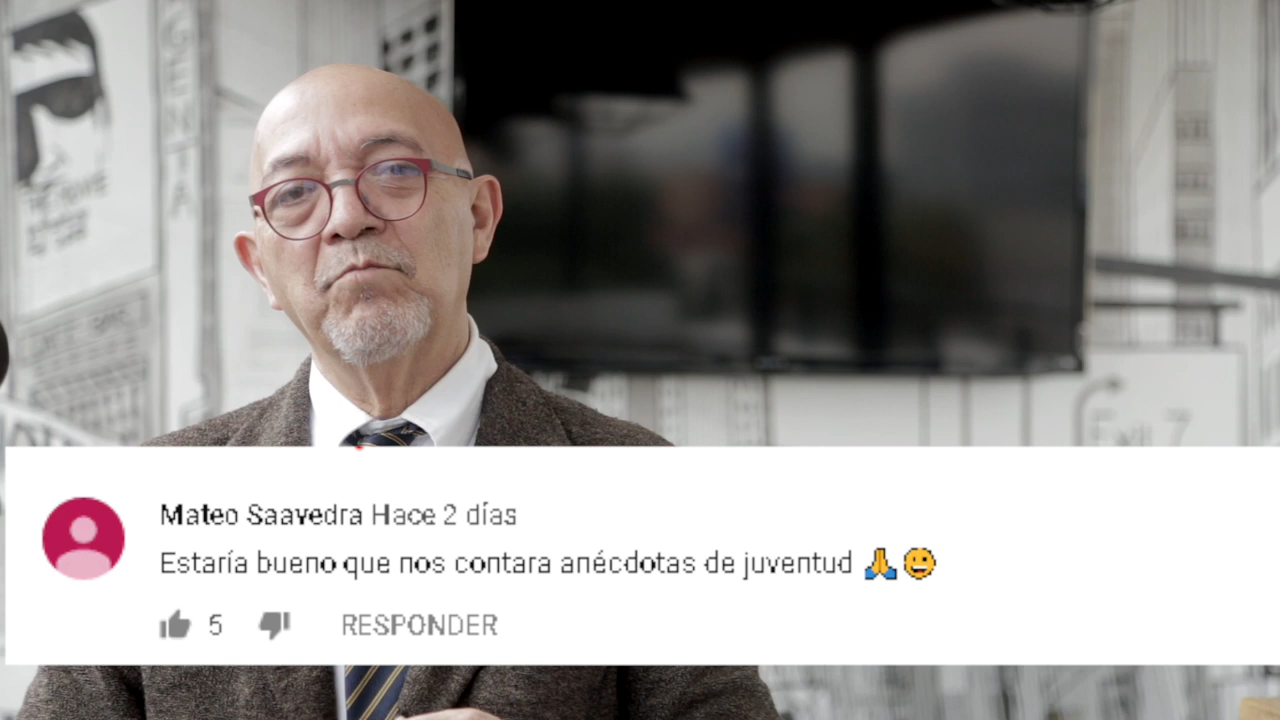 Mateo Saavedra Hace 2 días
Estaría bueno que nos contara anécdotas de juventud 🙏😀
5 RESPONDER